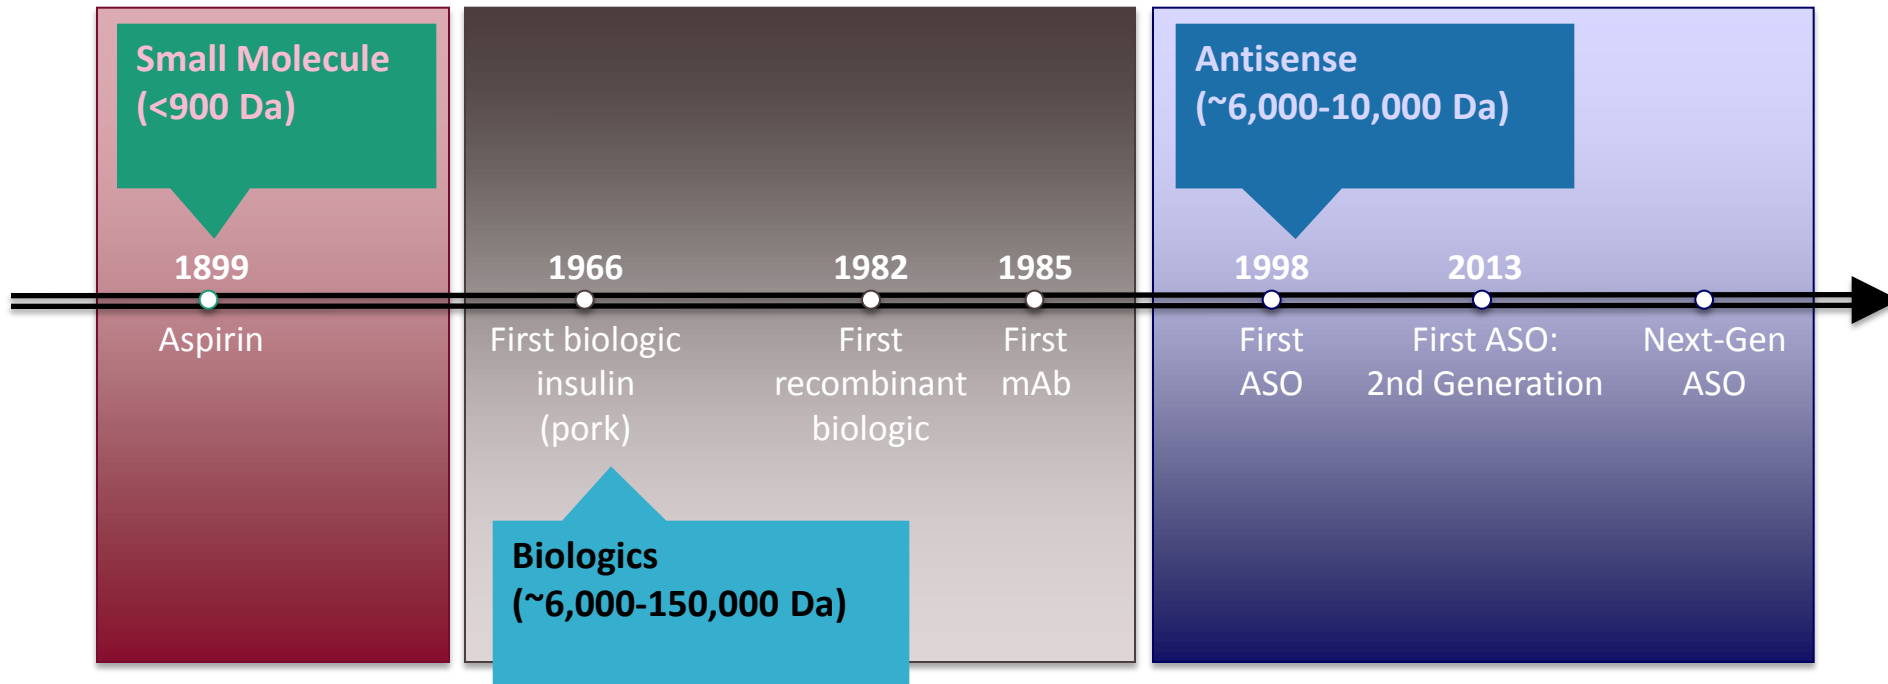 Small Molecule
(<900 Da)
1899
Aspirin
1966
First biologic
insulin
(pork)
Biologics
(~6,000-150,000 Da)
1982
First
recombinant
biologic
1985
First
mAb
Antisense
(~6,000-10,000 Da)
1998
First
ASO
2013
First ASO:
2nd Generation
Next-Gen
ASO